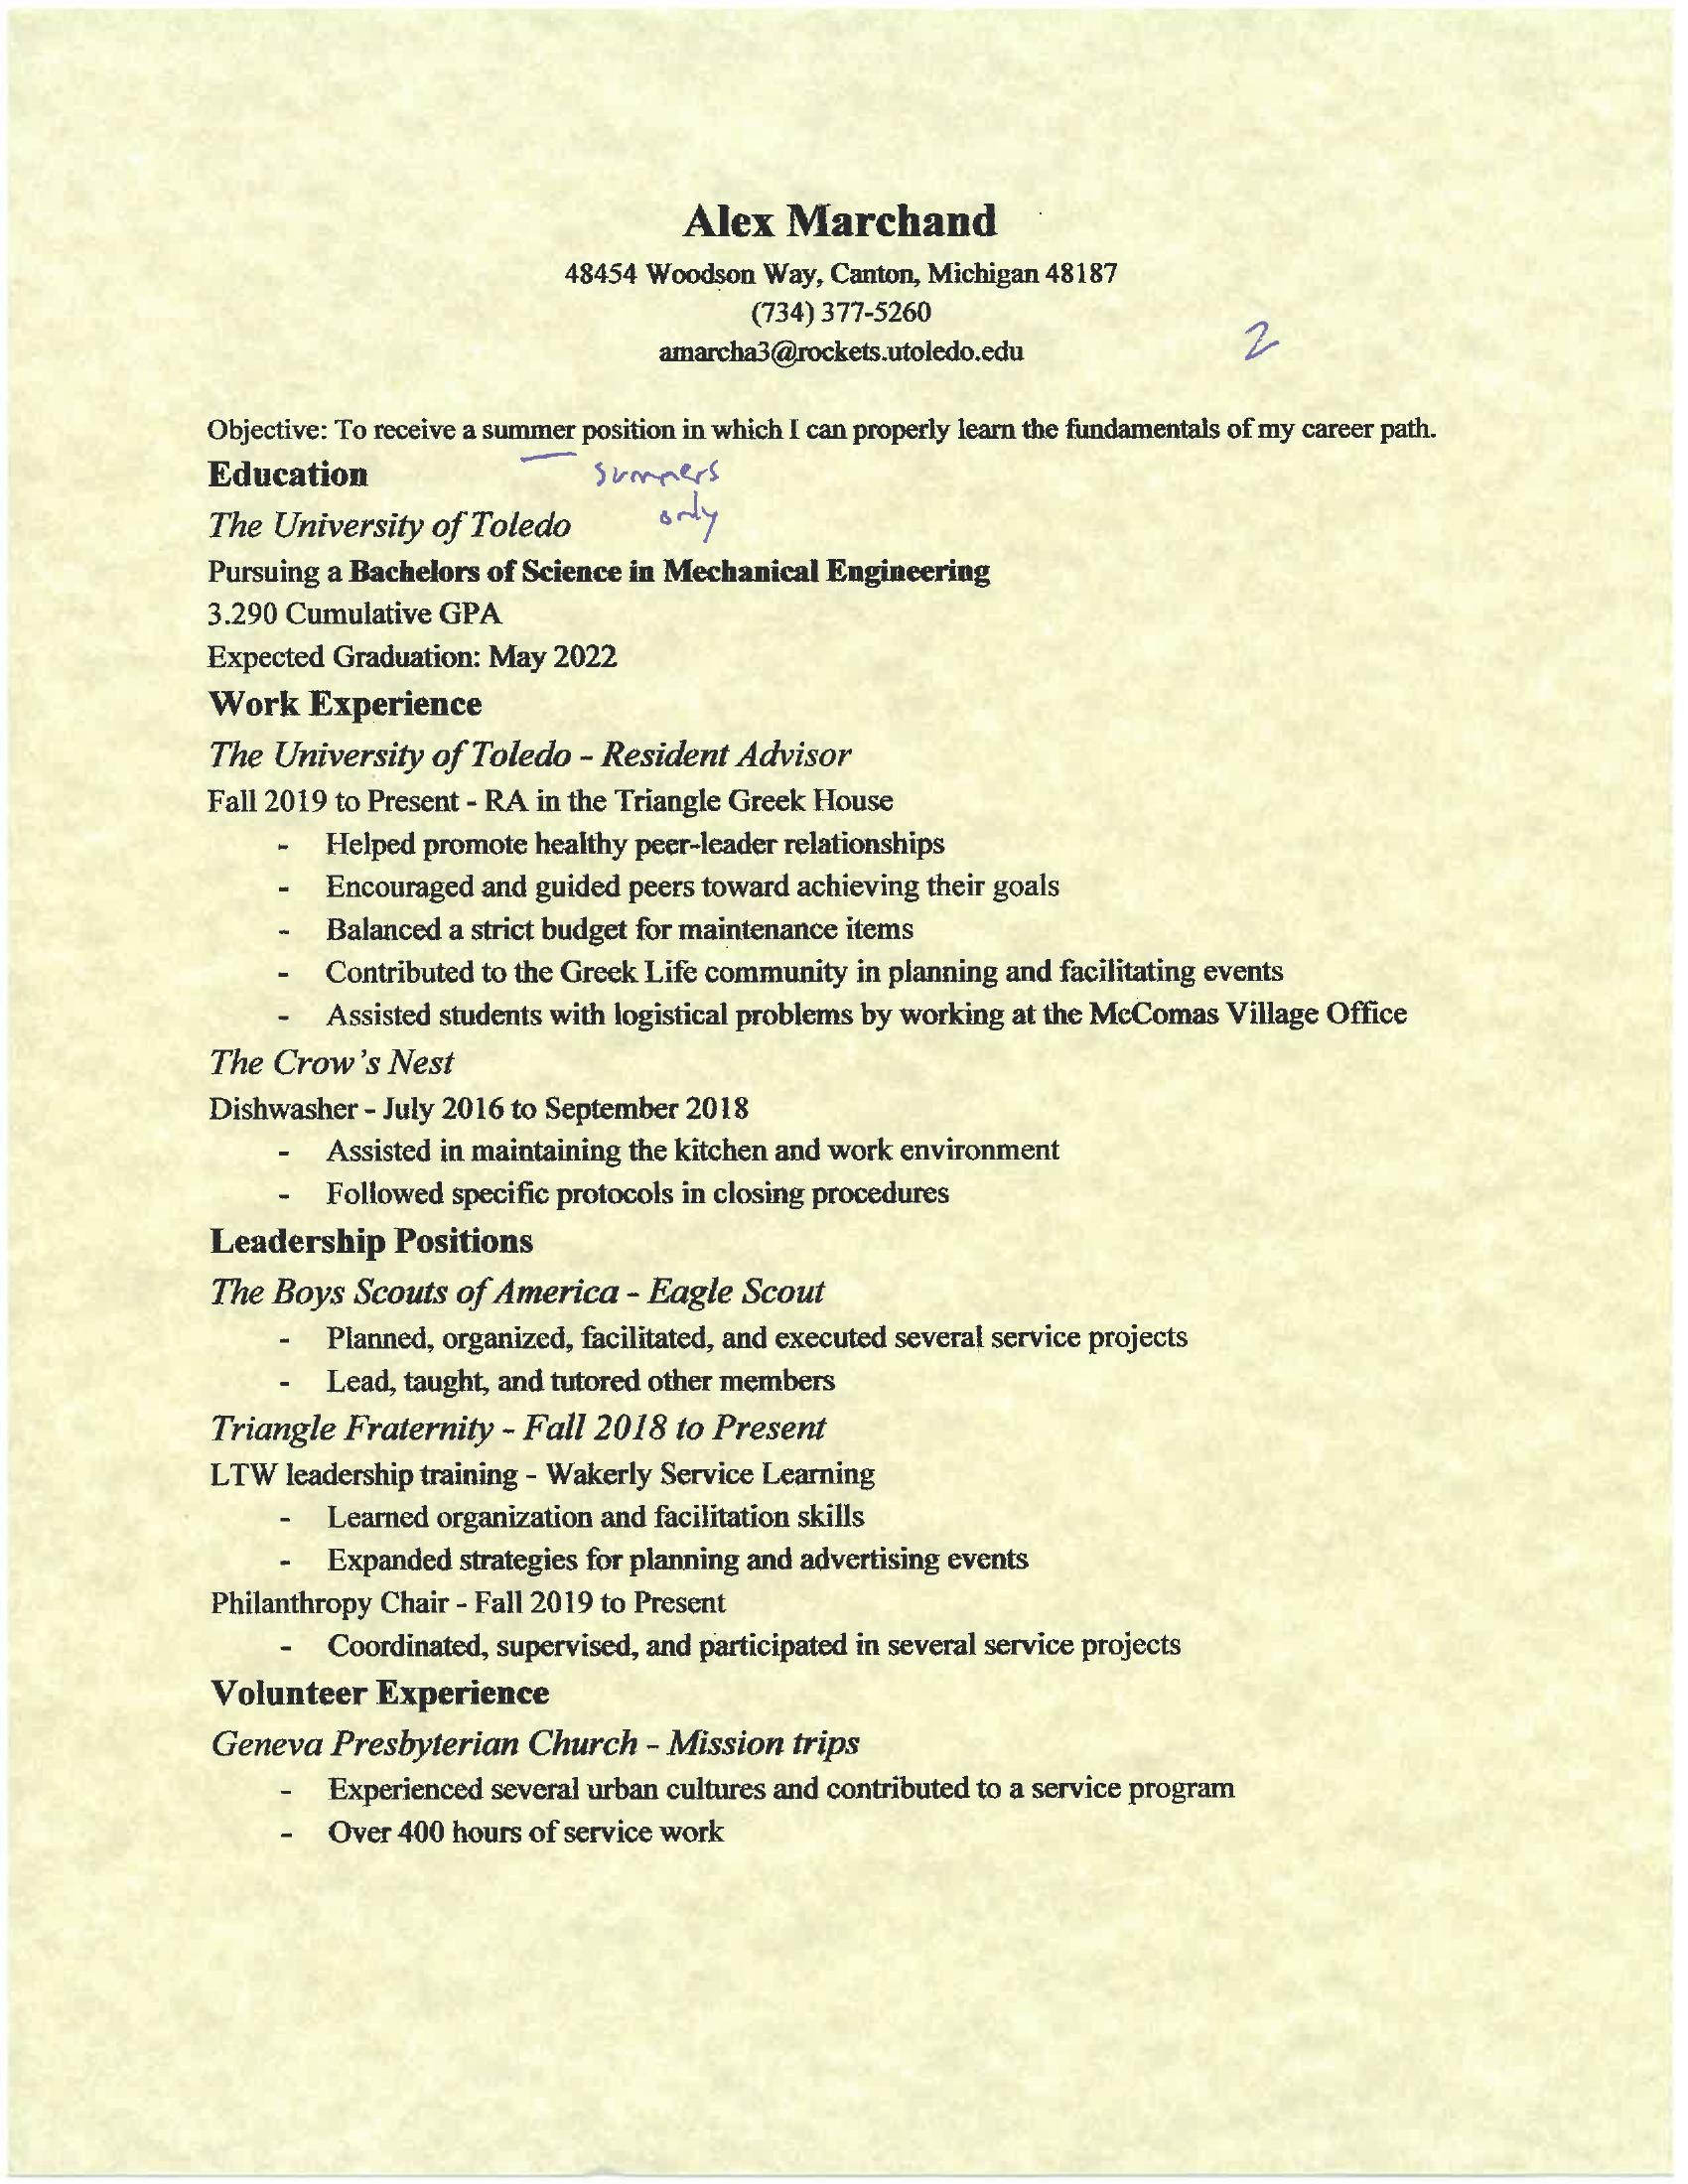 Alex Marchand
48454 Woodson Way, Canton, Michigan 48187
(734) 377-5260
amarcha3@rockets.utoledo.edu
2
Objective: To receive a summer position in which I can properly learn the fundamentals of my career path.
Education
summers
only
The University of Toledo
Pursuing a Bachelors of Science in Mechanical Engineering
3.290 Cumulative GPA
Expected Graduation: May 2022
Work Experience
The University of Toledo - Resident Advisor
Fall 2019 to Present - RA in the Triangle Greek House
- Helped promote healthy peer-leader relationships
- Encouraged and guided peers toward achieving their goals
- Balanced a strict budget for maintenance items
- Contributed to the Greek Life community in planning and facilitating events
- Assisted students with logistical problems by working at the McComas Village Office
The Crow's Nest
Dishwasher - July 2016 to September 2018
- Assisted in maintaining the kitchen and work environment
- Followed specific protocols in closing procedures
Leadership Positions
The Boys Scouts of America - Eagle Scout
- Planned, organized, facilitated, and executed several service projects
- Lead, taught, and tutored other members
Triangle Fraternity - Fall 2018 to Present
LTW leadership training - Wakerly Service Learning
- Learned organization and facilitation skills
- Expanded strategies for planning and advertising events
Philanthropy Chair - Fall 2019 to Present
- Coordinated, supervised, and participated in several service projects
Volunteer Experience
Geneva Presbyterian Church - Mission trips
- Experienced several urban cultures and contributed to a service program
- Over 400 hours of service work